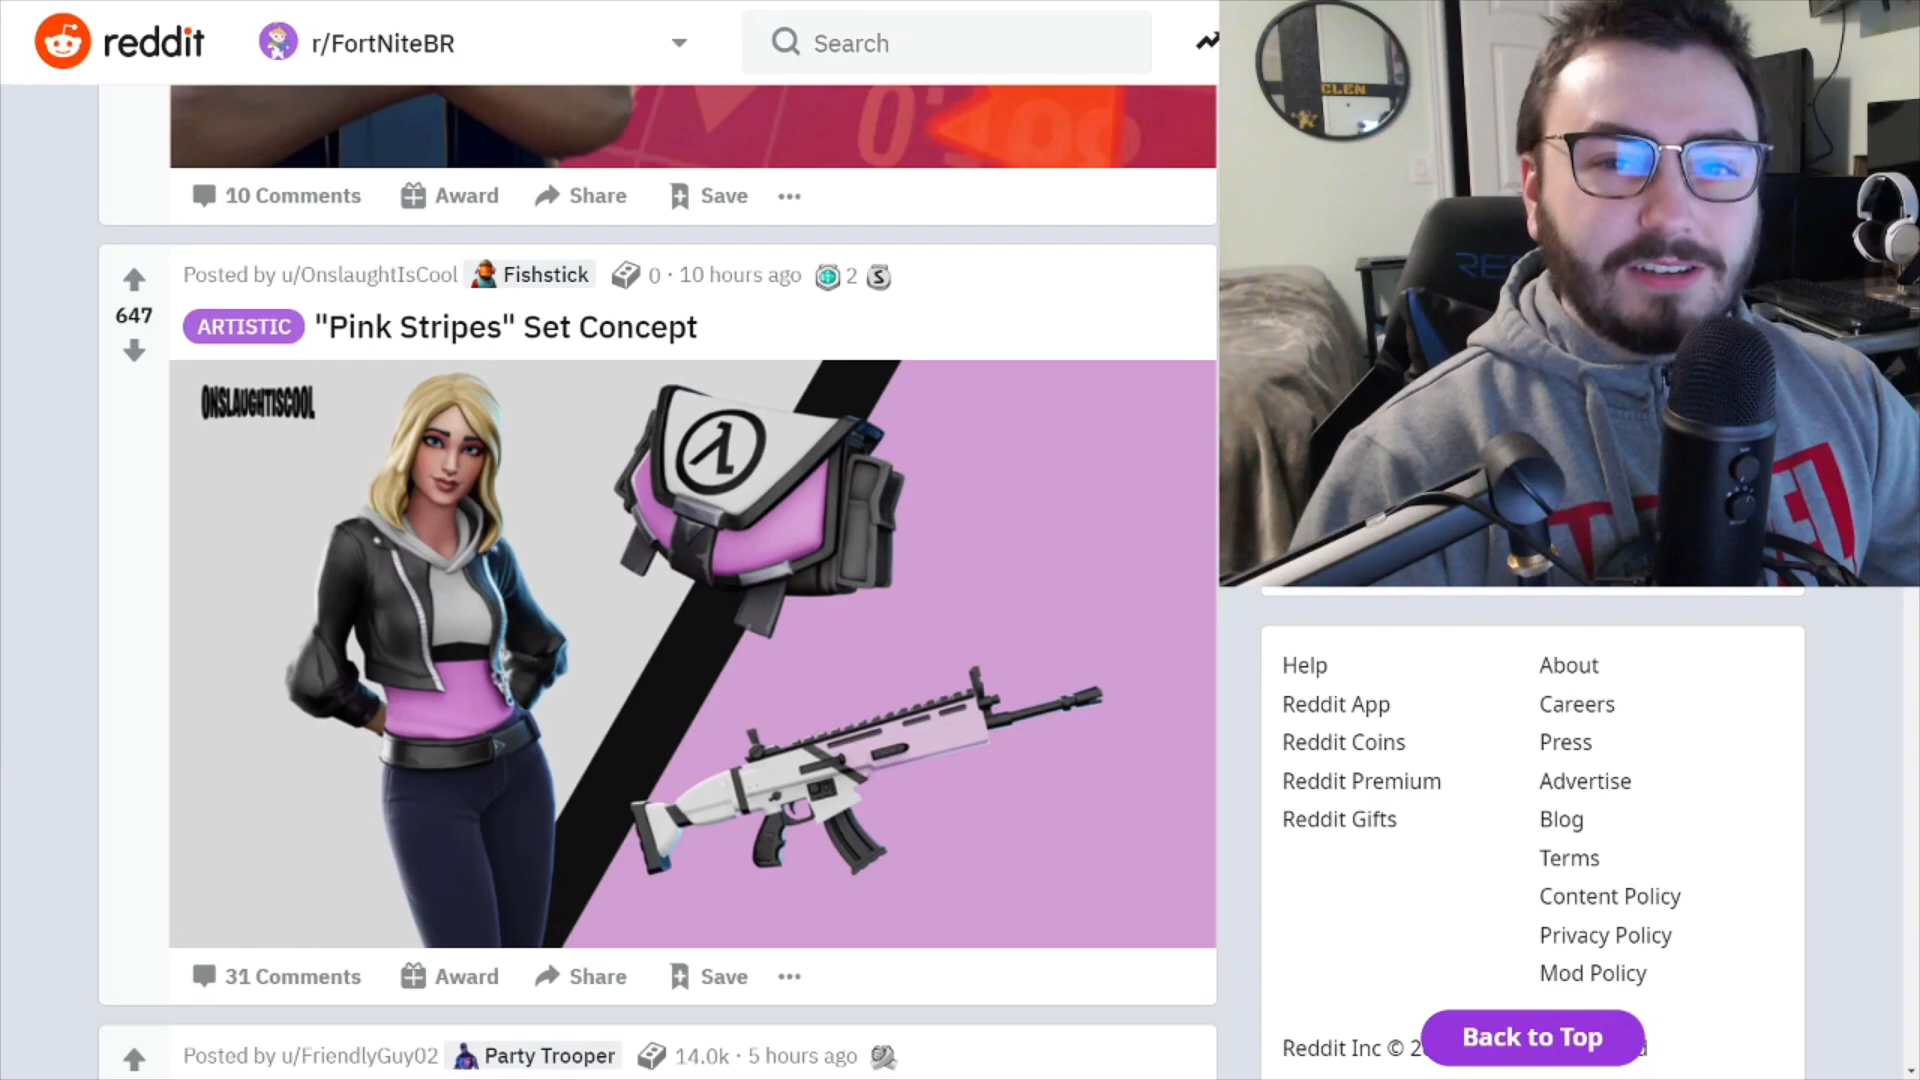 reddit
r/FortNiteBR
Search
10 Comments Award Share Save
Posted by u/OnslaughtIsCool Fishstick 0 · 10 hours ago 2
647
ARTISTIC "Pink Stripes" Set Concept
ONSLAUGHTISCOOL
31 Comments Award Share Save
Posted by u/FriendlyGuy02 Party Trooper 14.0k · 5 hours ago
CLEN
Help
Reddit App
Reddit Coins
Reddit Premium
Reddit Gifts
About
Careers
Press
Advertise
Blog
Terms
Content Policy
Privacy Policy
Mod Policy
Reddit Inc ©
Back to Top